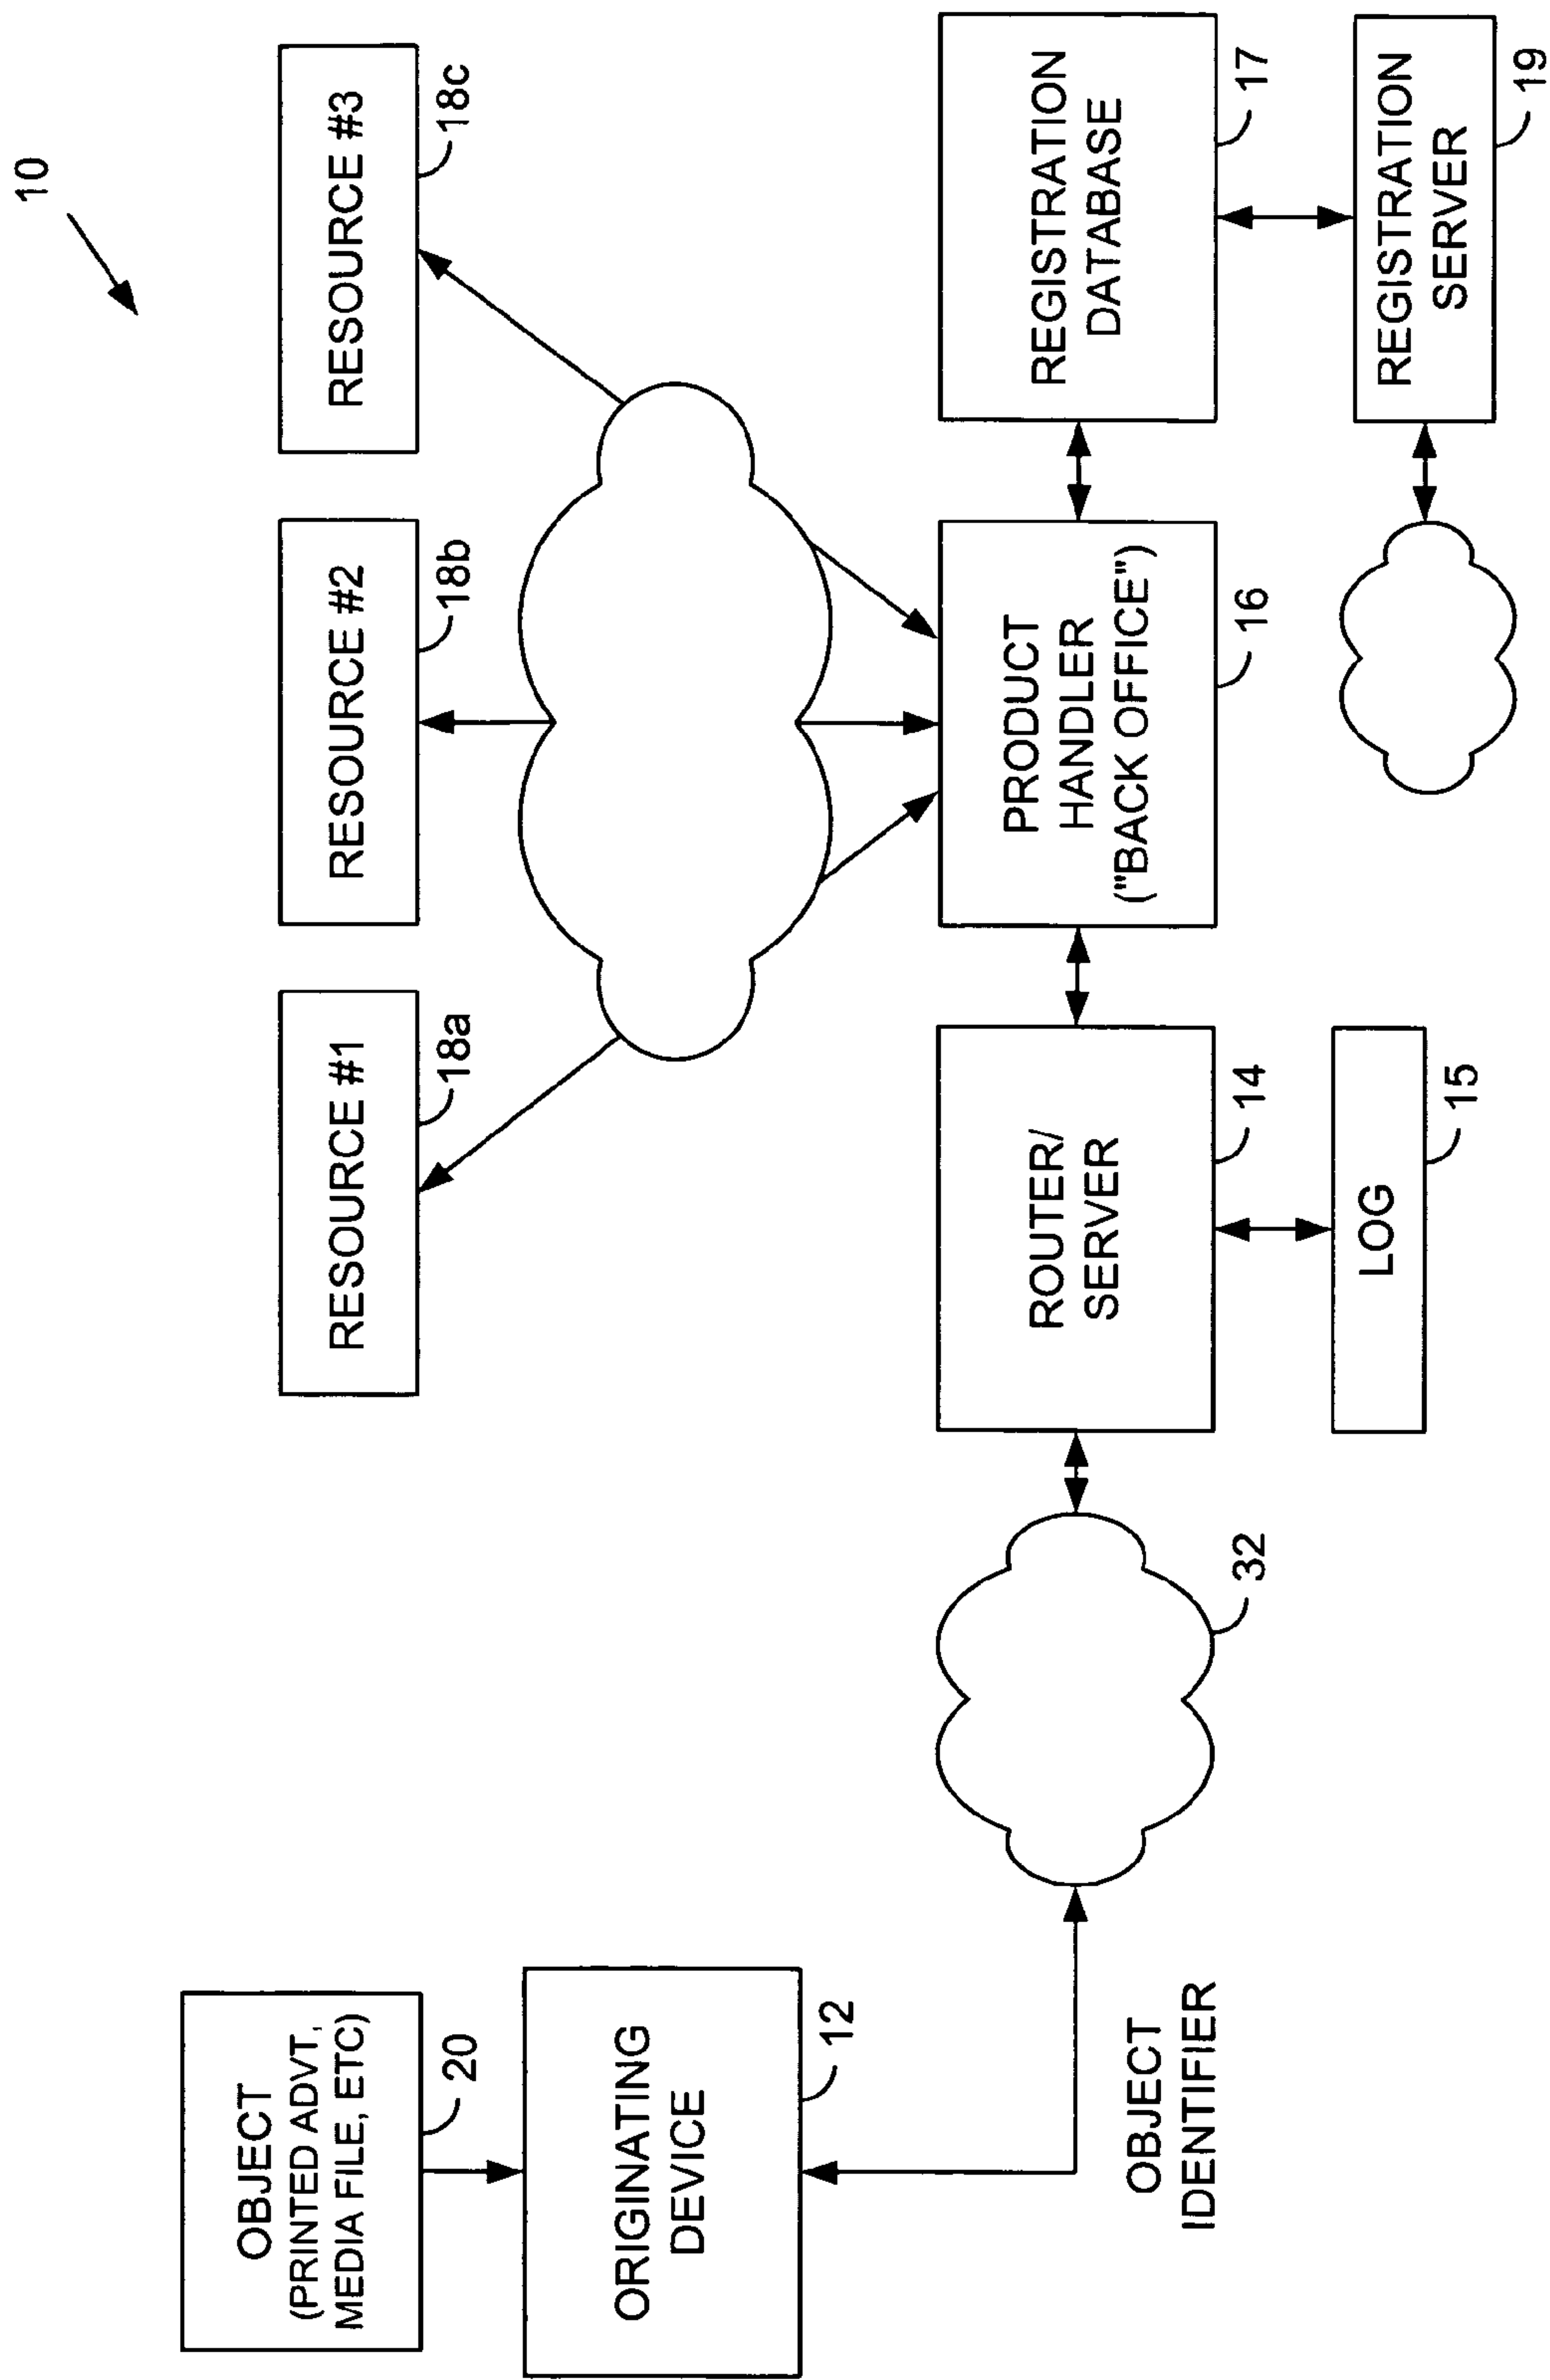 10
RESOURCE #1
18a
RESOURCE #2
18b
RESOURCE #3
18c
OBJECT
(PRINTED ADVT,
MEDIA FILE, ETC)
20
ORIGINATING
DEVICE
12
OBJECT
IDENTIFIER
32
ROUTER/
SERVER
14
LOG
15
PRODUCT
HANDLER
("BACK OFFICE")
16
REGISTRATION
DATABASE
17
REGISTRATION
SERVER
19